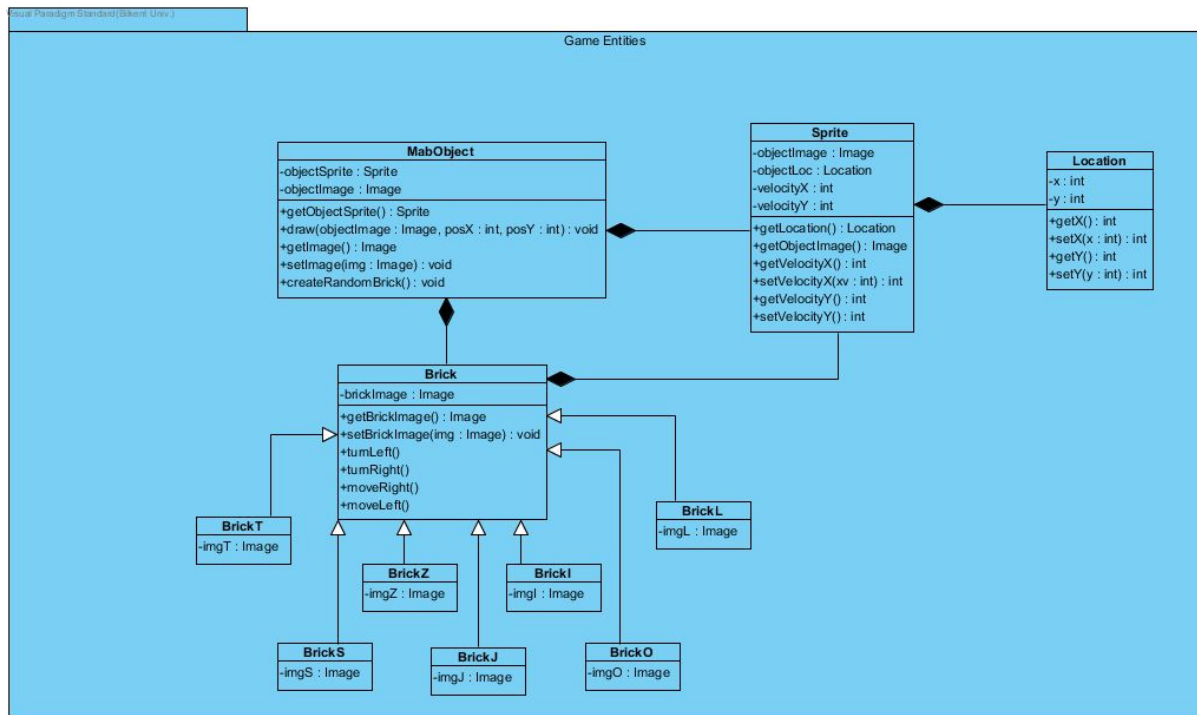 Visual Paradigm Standard(Bilkent Univ.)
Game Entities
MabObject
-objectSprite : Sprite
-objectImage : Image
+getObjectSprite() : Sprite
+draw(objectImage : Image, posX : int, posY : int) : void
+getImage() : Image
+setImage(img : Image) : void
+createRandomBrick() : void
Sprite
-objectImage : Image
-objectLoc : Location
-velocityX : int
-velocityY : int
+getLocation() : Location
+getObjectImage() : Image
+getVelocityX() : int
+setVelocityX(xv : int) : int
+getVelocityY() : int
+setVelocityY() : int
Location
-x : int
-y : int
+getX() : int
+setX(x : int) : int
+getY() : int
+setY(y : int) : int
Brick
-brickImage : Image
+getBrickImage() : Image
+setBrickImage(img : Image) : void
+turnLeft()
+turnRight()
+moveRight()
+moveLeft()
BrickT
-imgT : Image
BrickL
-imgL : Image
BrickZ
-imgZ : Image
BrickI
-imgI : Image
BrickS
-imgS : Image
BrickJ
-imgJ : Image
BrickO
-imgO : Image